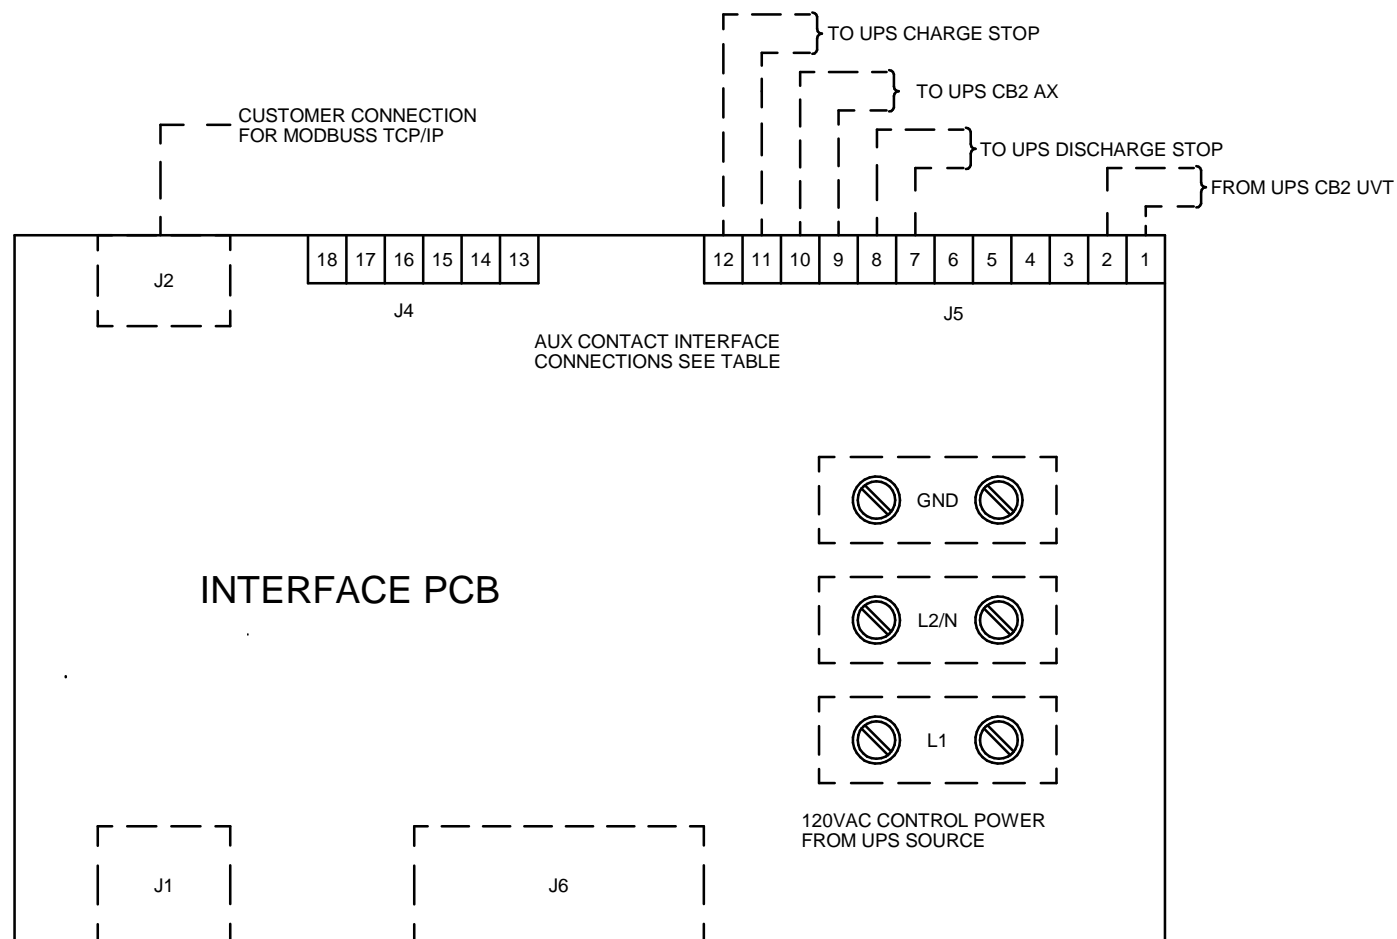 TO UPS CHARGE STOP
TO UPS CB2 AX
CUSTOMER CONNECTION
FOR MODBUSS TCP/IP
TO UPS DISCHARGE STOP
FROM UPS CB2 UVT
J2
18 17 16 15 14 13
12 11 10 9 8 7 6 5 4 3 2 1
J4
J5
AUX CONTACT INTERFACE
CONNECTIONS SEE TABLE
GND
INTERFACE PCB
L2/N
L1
120VAC CONTROL POWER
FROM UPS SOURCE
J1
J6